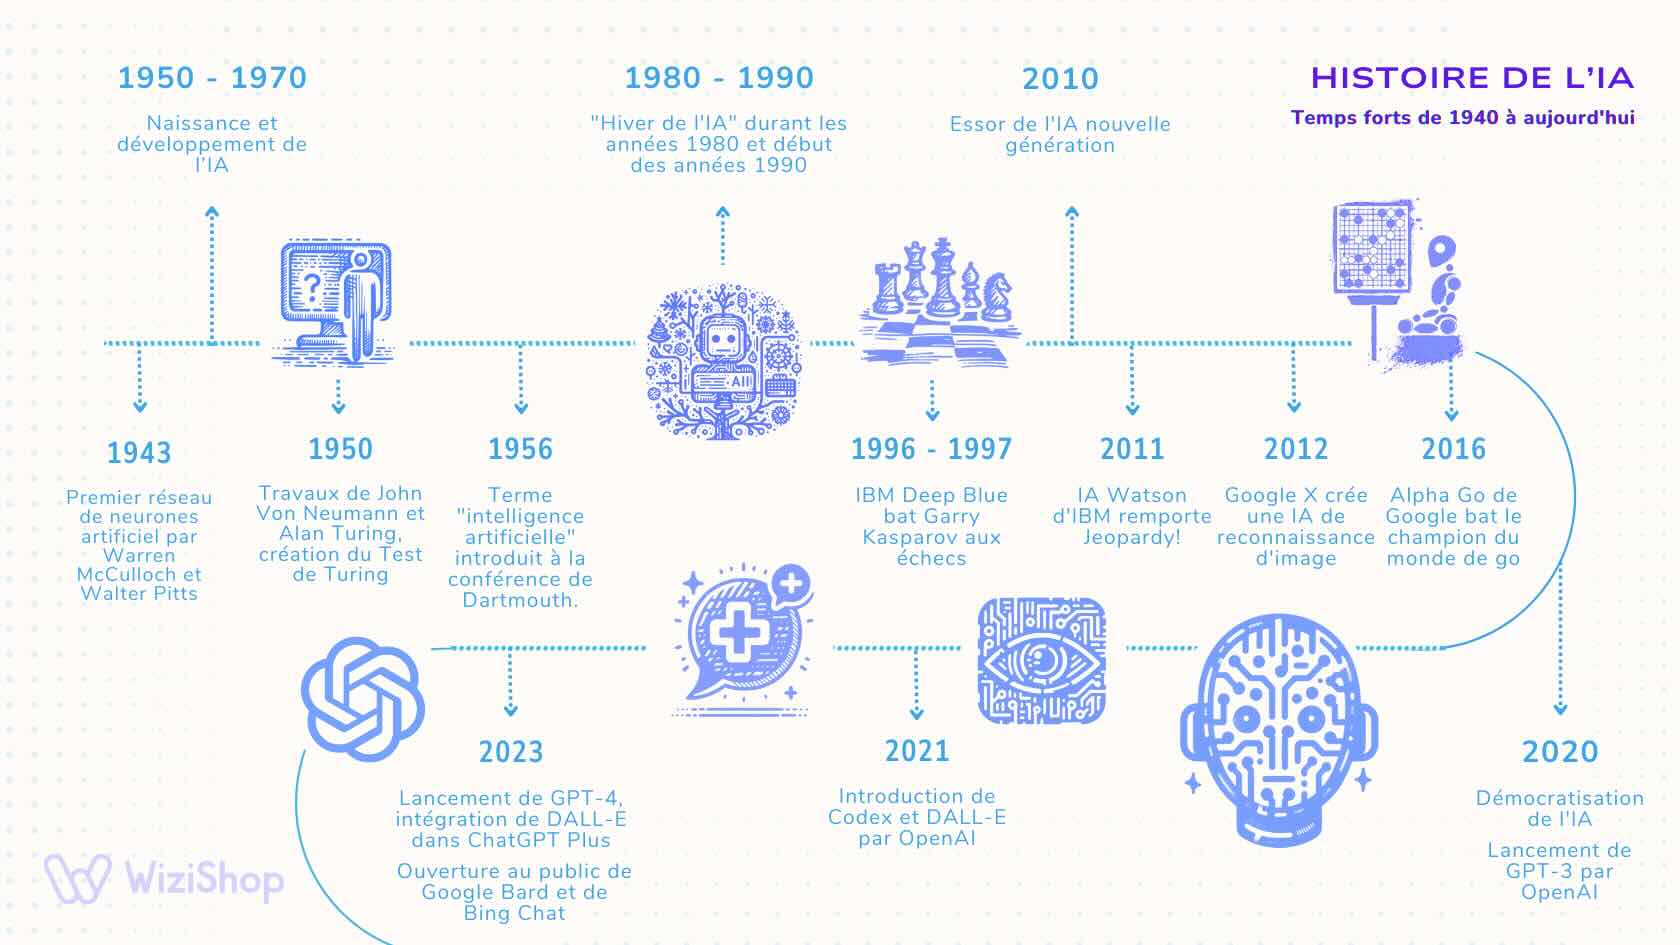 1950 - 1970
Naissance et
développement de
l'IA
1980 - 1990
"Hiver de l'IA" durant les
années 1980 et début
des années 1990
2010
Essor de l'IA nouvelle
génération
HISTOIRE DE L'IA
Temps forts de 1940 à aujourd'hui
?
AII
1943
Premier réseau
de neurones
artificiel par
Warren
McCulloch et
Walter Pitts
1950
Travaux de John
Von Neumann et
Alan Turing,
création du Test
de Turing
1956
Terme
"intelligence
artificielle"
introduit à la
conférence de
Dartmouth.
1996 - 1997
IBM Deep Blue
bat Garry
Kasparov aux
échecs
2011
IA Watson
d'IBM remporte
Jeopardy!
2012
Google X crée
une IA de
reconnaissance
d'image
2016
Alpha Go de
Google bat le
champion du
monde de go
2023
Lancement de GPT-4,
intégration de DALL-E
dans ChatGPT Plus
Ouverture au public de
Google Bard et de
Bing Chat
2021
Introduction de
Codex et DALL-E
par OpenAI
2020
Démocratisation
de l'IA
Lancement de
GPT-3 par
OpenAI
WiziShop